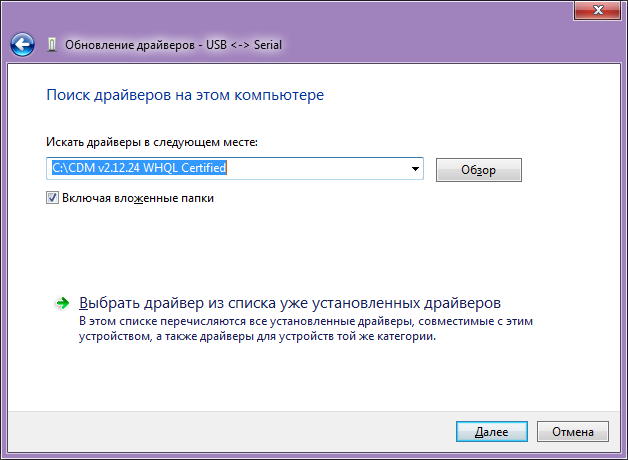 Обновление драйверов - USB <-> Serial
Поиск драйверов на этом компьютере
Искать драйверы в следующем месте:
C:\CDM v2.12.24 WHQL Certified
Обзор
Включая вложенные папки
Выбрать драйвер из списка уже установленных драйверов
В этом списке перечисляются все установленные драйверы, совместимые с этим
устройством, а также драйверы для устройств той же категории.
Далее
Отмена